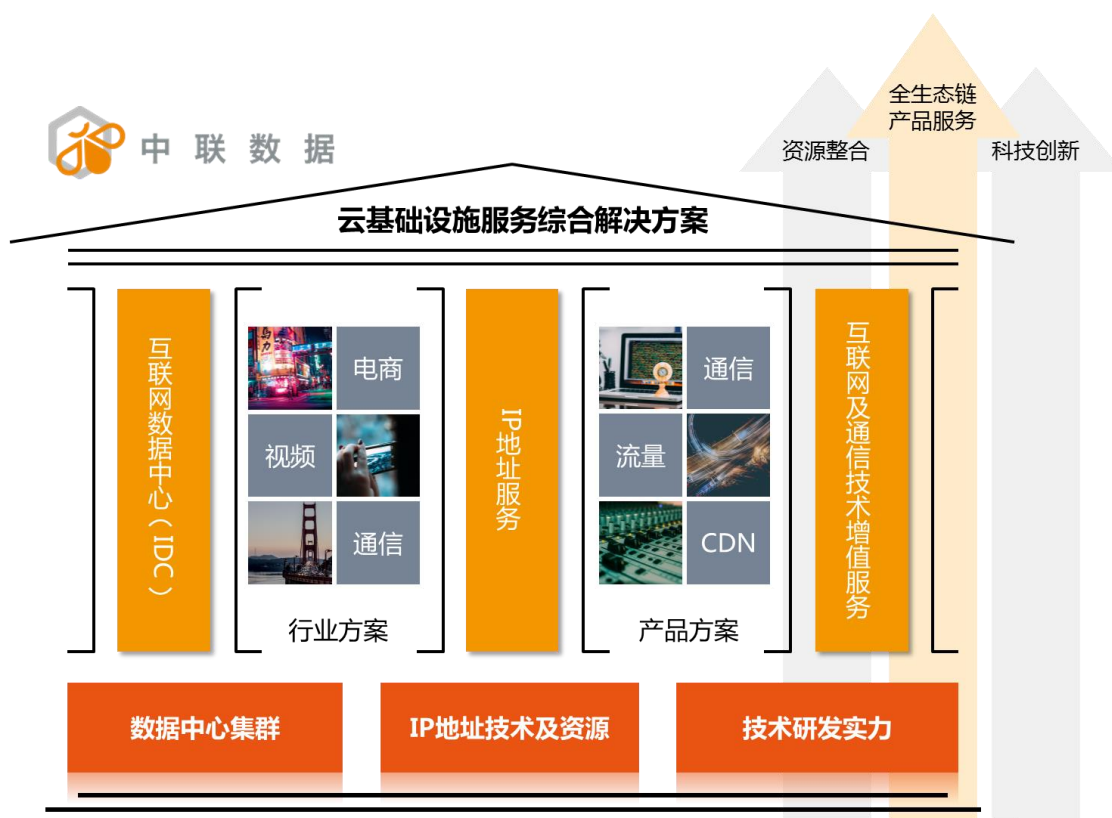 全生态链
产品服务
资源整合
科技创新
中联数据
云基础设施服务综合解决方案
互联网数据中心（IDC）
电商
视频
通信
行业方案
IP地址服务
通信
流量
CDN
产品方案
互联网及通信技术增值服务
数据中心集群
IP地址技术及资源
技术研发实力